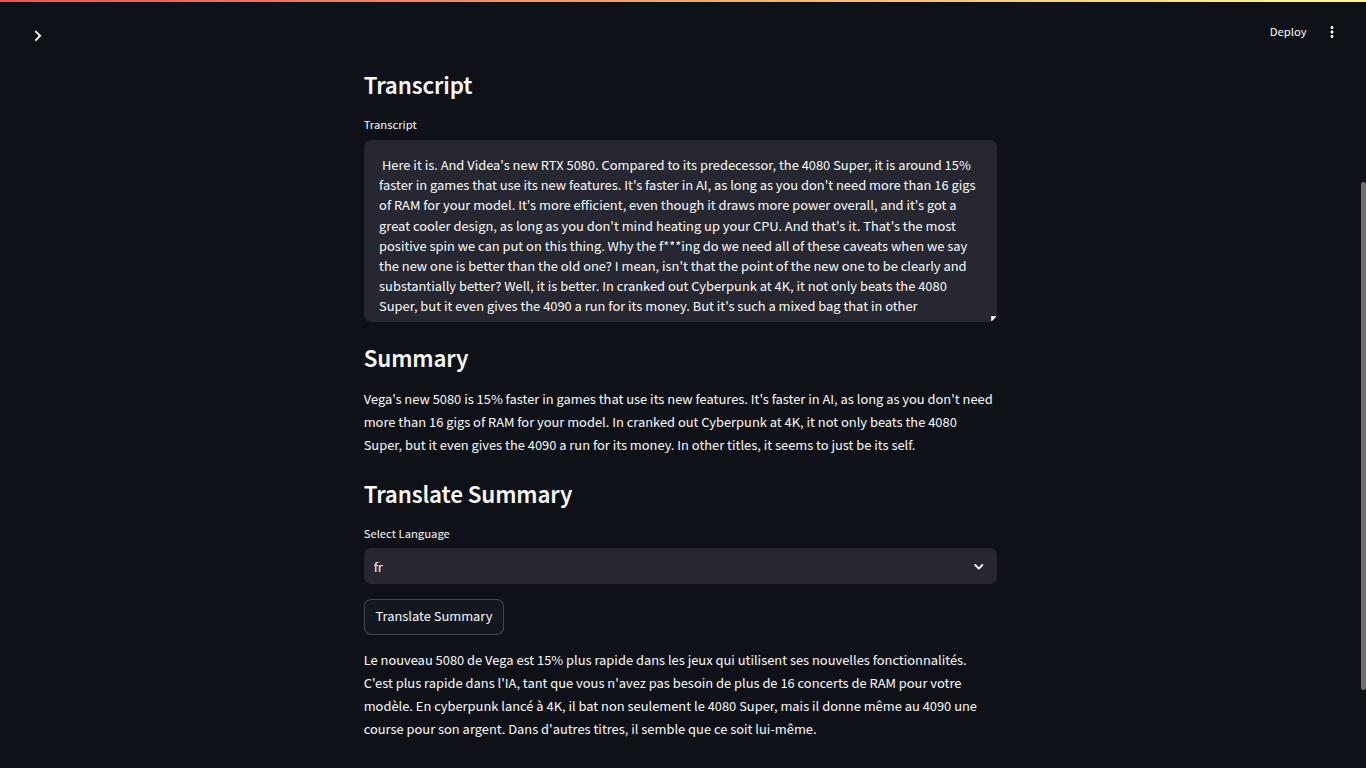 Deploy
Transcript
Transcript
Here it is. And Videa's new RTX 5080. Compared to its predecessor, the 4080 Super, it is around 15%
faster in games that use its new features. It's faster in AI, as long as you don't need more than 16 gigs
of RAM for your model. It's more efficient, even though it draws more power overall, and it's got a
great cooler design, as long as you don't mind heating up your CPU. And that's it. That's the most
positive spin we can put on this thing. Why the f***ing do we need all of these caveats when we say
the new one is better than the old one? I mean, isn't that the point of the new one to be clearly and
substantially better? Well, it is better. In cranked out Cyberpunk at 4K, it not only beats the 4080
Super, but it even gives the 4090 a run for its money. But it's such a mixed bag that in other
Summary
Vega's new 5080 is 15% faster in games that use its new features. It's faster in AI, as long as you don't need
more than 16 gigs of RAM for your model. In cranked out Cyberpunk at 4K, it not only beats the 4080
Super, but it even gives the 4090 a run for its money. In other titles, it seems to just be its self.
Translate Summary
Select Language
fr
Translate Summary
Le nouveau 5080 de Vega est 15% plus rapide dans les jeux qui utilisent ses nouvelles fonctionnalités.
C'est plus rapide dans l'IA, tant que vous n'avez pas besoin de plus de 16 concerts de RAM pour votre
modèle. En cyberpunk lancé à 4K, il bat non seulement le 4080 Super, mais il donne même au 4090 une
course pour son argent. Dans d'autres titres, il semble que ce soit lui-même.